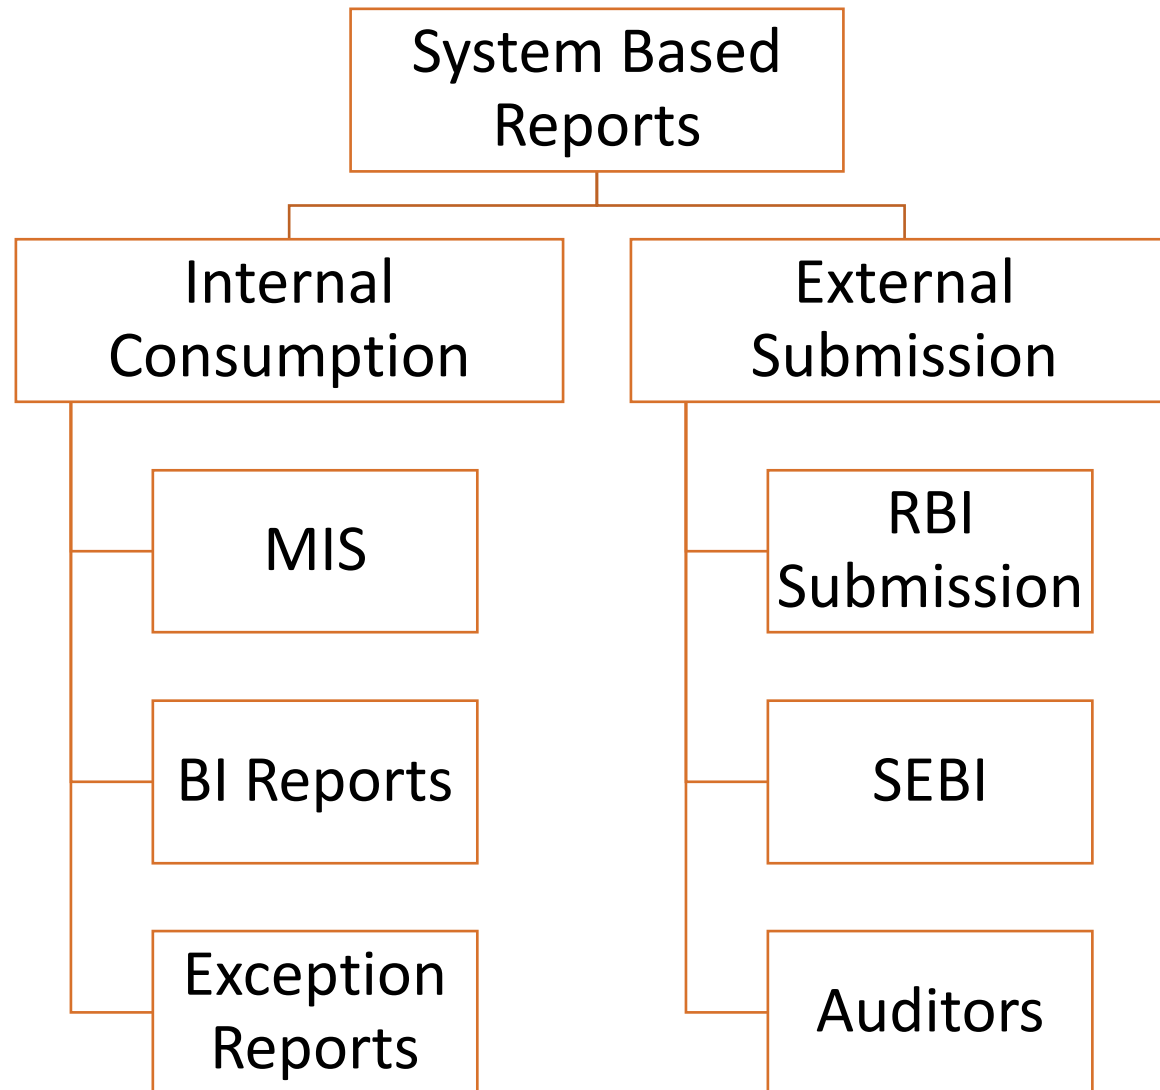 System Based
Reports
Internal
Consumption
External
Submission
MIS
RBI
Submission
BI Reports
SEBI
Exception
Reports
Auditors